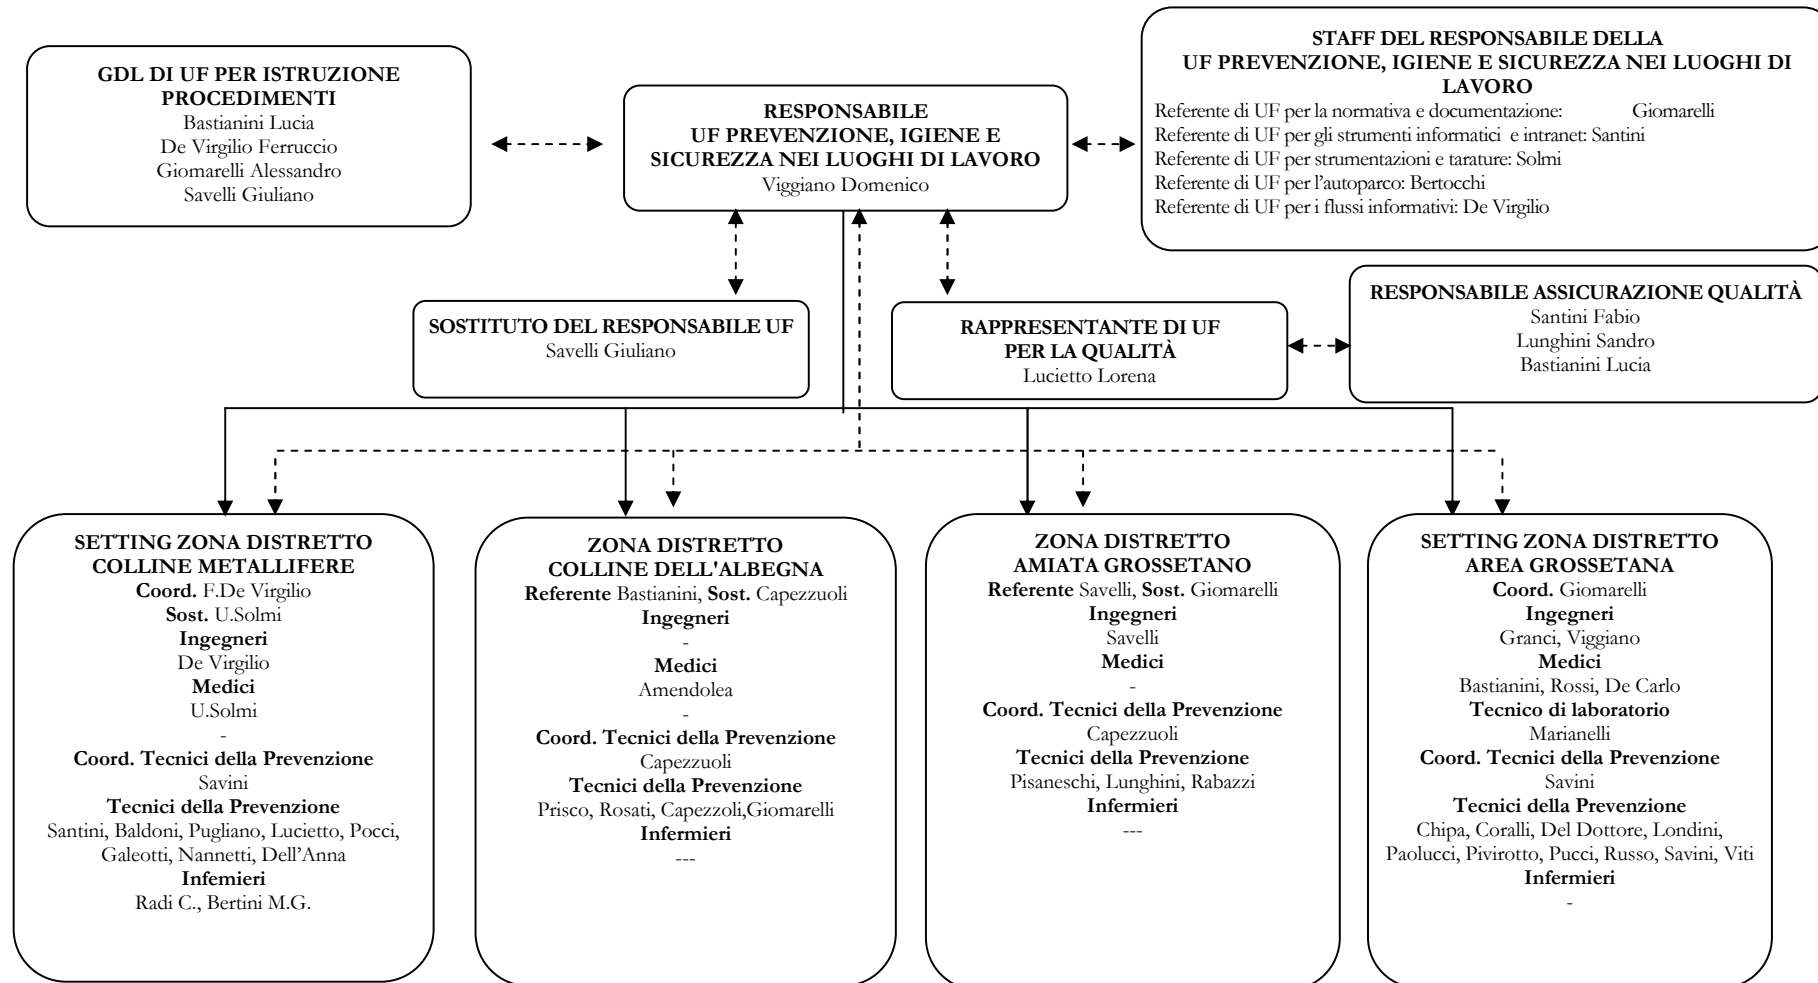 GDL DI UF PER ISTRUZIONE
PROCEDIMENTI
Bastianini Lucia
De Virgilio Ferruccio
Giomarelli Alessandro
Savelli Giuliano
RESPONSABILE
UF PREVENZIONE, IGIENE E
SICUREZZA NEI LUOGHI DI LAVORO
Viggiano Domenico
STAFF DEL RESPONSABILE DELLA
UF PREVENZIONE, IGIENE E SICUREZZA NEI LUOGHI DI
LAVORO
Referente di UF per la normativa e documentazione: Giomarelli
Referente di UF per gli strumenti informatici e intranet: Santini
Referente di UF per strumentazioni e tarature: Solmi
Referente di UF per l'autoparco: Bertocchi
Referente di UF per i flussi informativi: De Virgilio
SOSTITUTO DEL RESPONSABILE UF
Savelli Giuliano
RAPPRESENTANTE DI UF
PER LA QUALITÀ
Lucietto Lorena
RESPONSABILE ASSICURAZIONE QUALITÀ
Santini Fabio
Lunghini Sandro
Bastianini Lucia
SETTING ZONA DISTRETTO
COLLINE METALLIFERE
Coord. F.De Virgilio
Sost. U.Solmi
Ingegneri
De Virgilio
Medici
U.Solmi
-
Coord. Tecnici della Prevenzione
Savini
Tecnici della Prevenzione
Santini, Baldoni, Pugliano, Lucietto, Pocci,
Galeotti, Nannetti, Dell'Anna
Infemieri
Radi C., Bertini M.G.
ZONA DISTRETTO
COLLINE DELL'ALBEGNA
Referente Bastianini, Sost. Capezzuoli
Ingegneri
-
Medici
Amendolea
-
Coord. Tecnici della Prevenzione
Capezzuoli
Tecnici della Prevenzione
Prisco, Rosati, Capezzoli,Giomarelli
Infermieri
---
ZONA DISTRETTO
AMIATA GROSSETANO
Referente Savelli, Sost. Giomarelli
Ingegneri
Savelli
Medici
-
Coord. Tecnici della Prevenzione
Capezzuoli
Tecnici della Prevenzione
Pisaneschi, Lunghini, Rabazzi
Infermieri
---
SETTING ZONA DISTRETTO
AREA GROSSETANA
Coord. Giomarelli
Ingegneri
Granci, Viggiano
Medici
Bastianini, Rossi, De Carlo
Tecnico di laboratorio
Marianelli
Coord. Tecnici della Prevenzione
Savini
Tecnici della Prevenzione
Chipa, Coralli, Del Dottore, Londini,
Paolucci, Pivirotto, Pucci, Russo, Savini, Viti
Infermieri
-